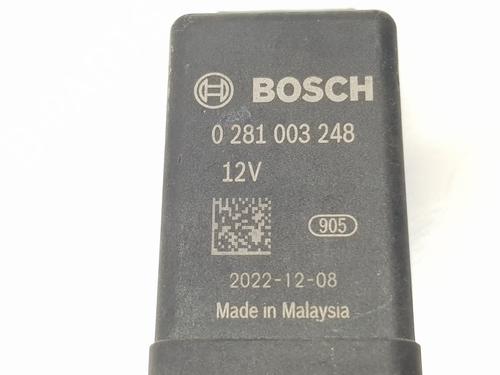 BOSCH
0 281 003 248
12V
905
2022-12-08
Made in Malaysia